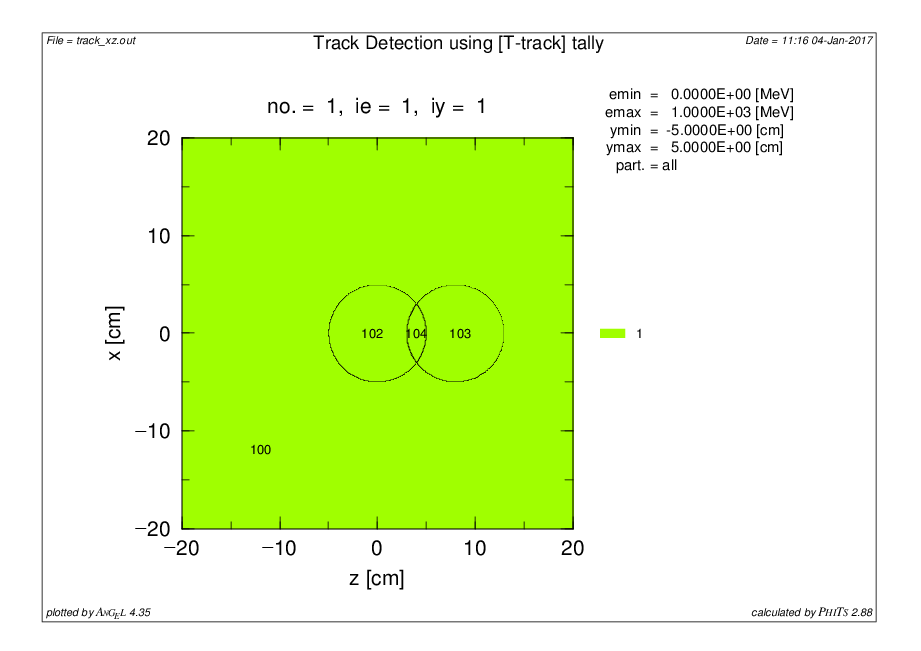 File = track_xz.out
Track Detection using [T-track] tally
Date = 11:16 04-Jan-2017
no. = 1, ie = 1, iy = 1
emin = 0.0000E+00 [MeV]
emax = 1.0000E+03 [MeV]
ymin = -5.0000E+00 [cm]
ymax = 5.0000E+00 [cm]
part. = all
20
10
0
−10
−20
x [cm]
102
104
103
100
1
−20
−10
0
10
20
z [cm]
plotted by ANGEL 4.35
calculated by PHITS 2.88